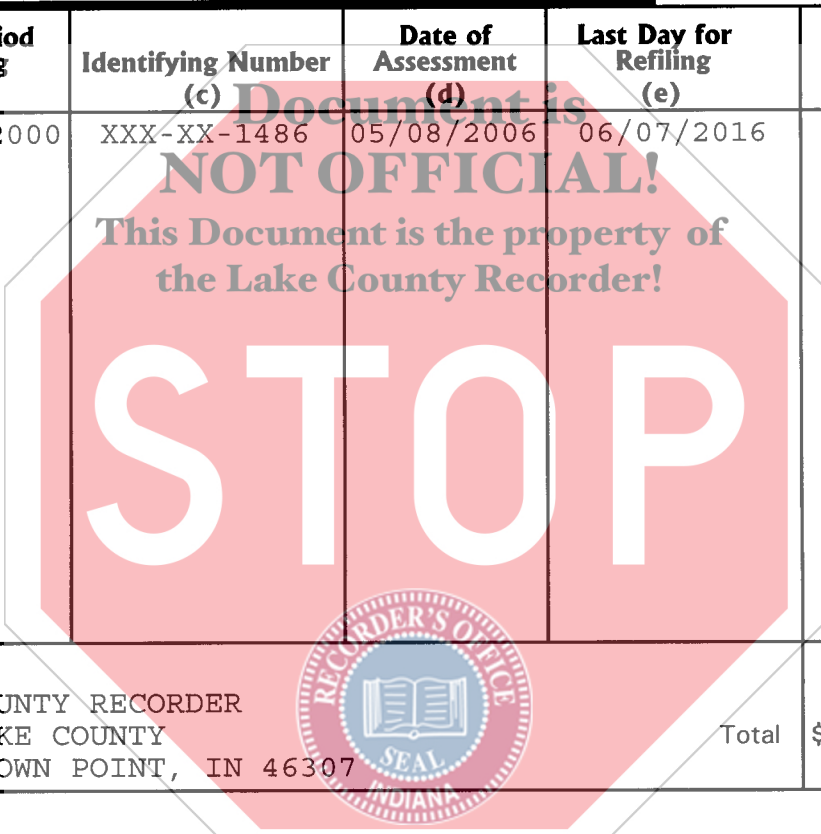 iod
g
Identifying Number
(c)
Date of
Assessment
(d)
Last Day for
Refiling
(e)
2000 XXX-XX-1486 05/08/2006 06/07/2016
Document is
NOT OFFICIAL!
This Document is the property of
the Lake County Recorder!
STOP
RECORDER'S OFFICE
SEAL
INDIANA
UNTY RECORDER
KE COUNTY
OWN POINT, IN 46307
Total $